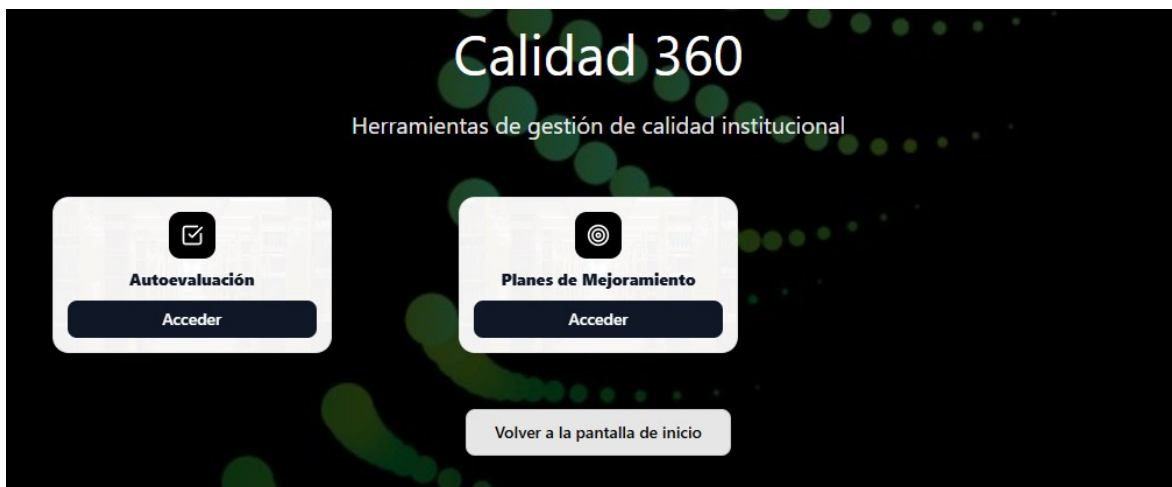 Calidad 360
Herramientas de gestión de calidad institucional
Autoevaluación
Acceder
Planes de Mejoramiento
Acceder
Volver a la pantalla de inicio